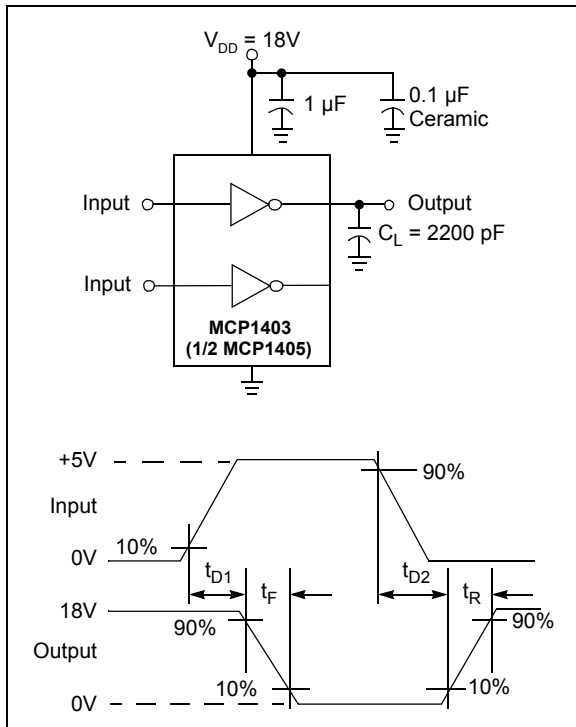 V_DD = 18V
1 µF
0.1 µF
Ceramic
Input
Output
C_L = 2200 pF
Input
MCP1403
(1/2 MCP1405)
+5V
90%
Input
10%
0V
t_D1
t_F
t_D2
t_R
18V
90%
90%
Output
10%
10%
0V